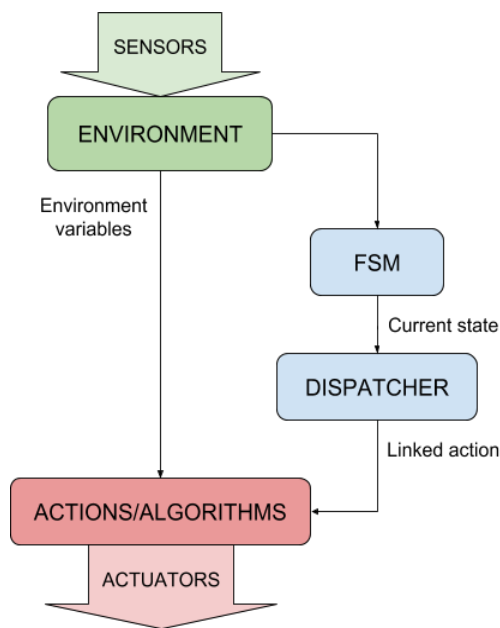 SENSORS
ENVIRONMENT
Environment
variables
FSM
Current state
DISPATCHER
Linked action
ACTIONS/ALGORITHMS
ACTUATORS